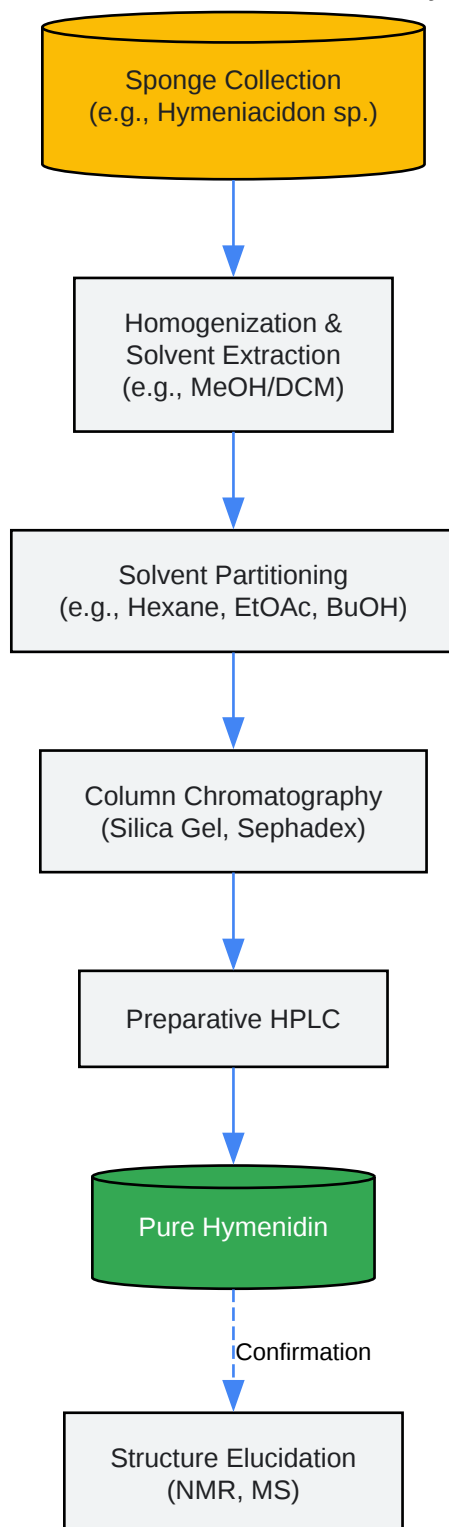 Sponge Collection
(e.g., Hymeniacidon sp.)
Homogenization &
Solvent Extraction
(e.g., MeOH/DCM)
Solvent Partitioning
(e.g., Hexane, EtOAc, BuOH)
Column Chromatography
(Silica Gel, Sephadex)
Preparative HPLC
Pure Hymenidin
Confirmation
Structure Elucidation
(NMR, MS)